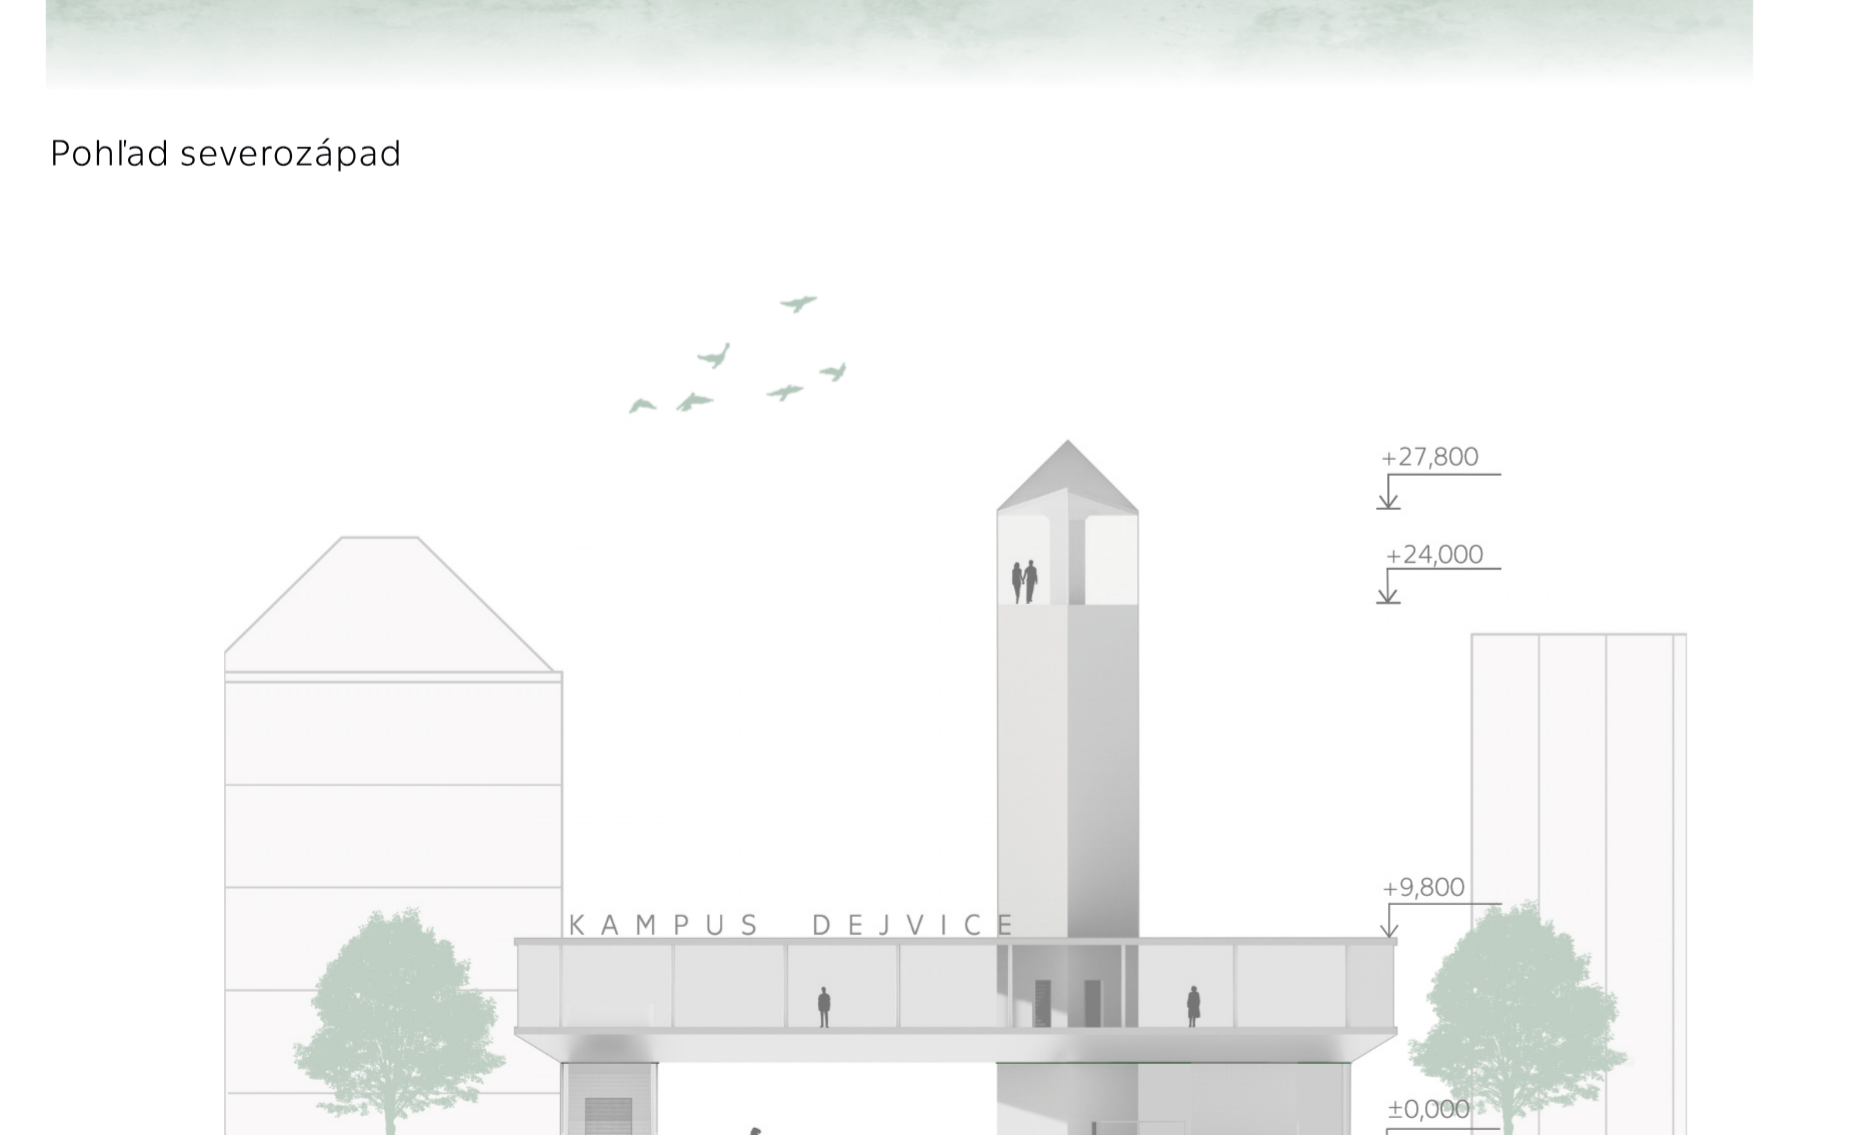 Pohľad severozápad
+27,800
+24,000
+9,800
KAMPUS DEJVICE
±0,000